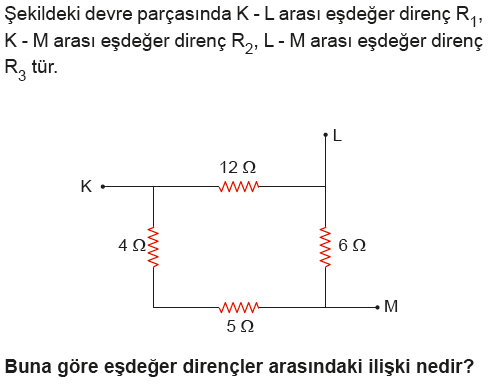 Şekildeki devre parçasında K - L arası eşdeğer direnç R₁,
K - M arası eşdeğer direnç R₂, L - M arası eşdeğer direnç
R₃ tür.
L
12 Ω
K
4 Ω
6 Ω
M
5 Ω
Buna göre eşdeğer dirençler arasındaki ilişki nedir?